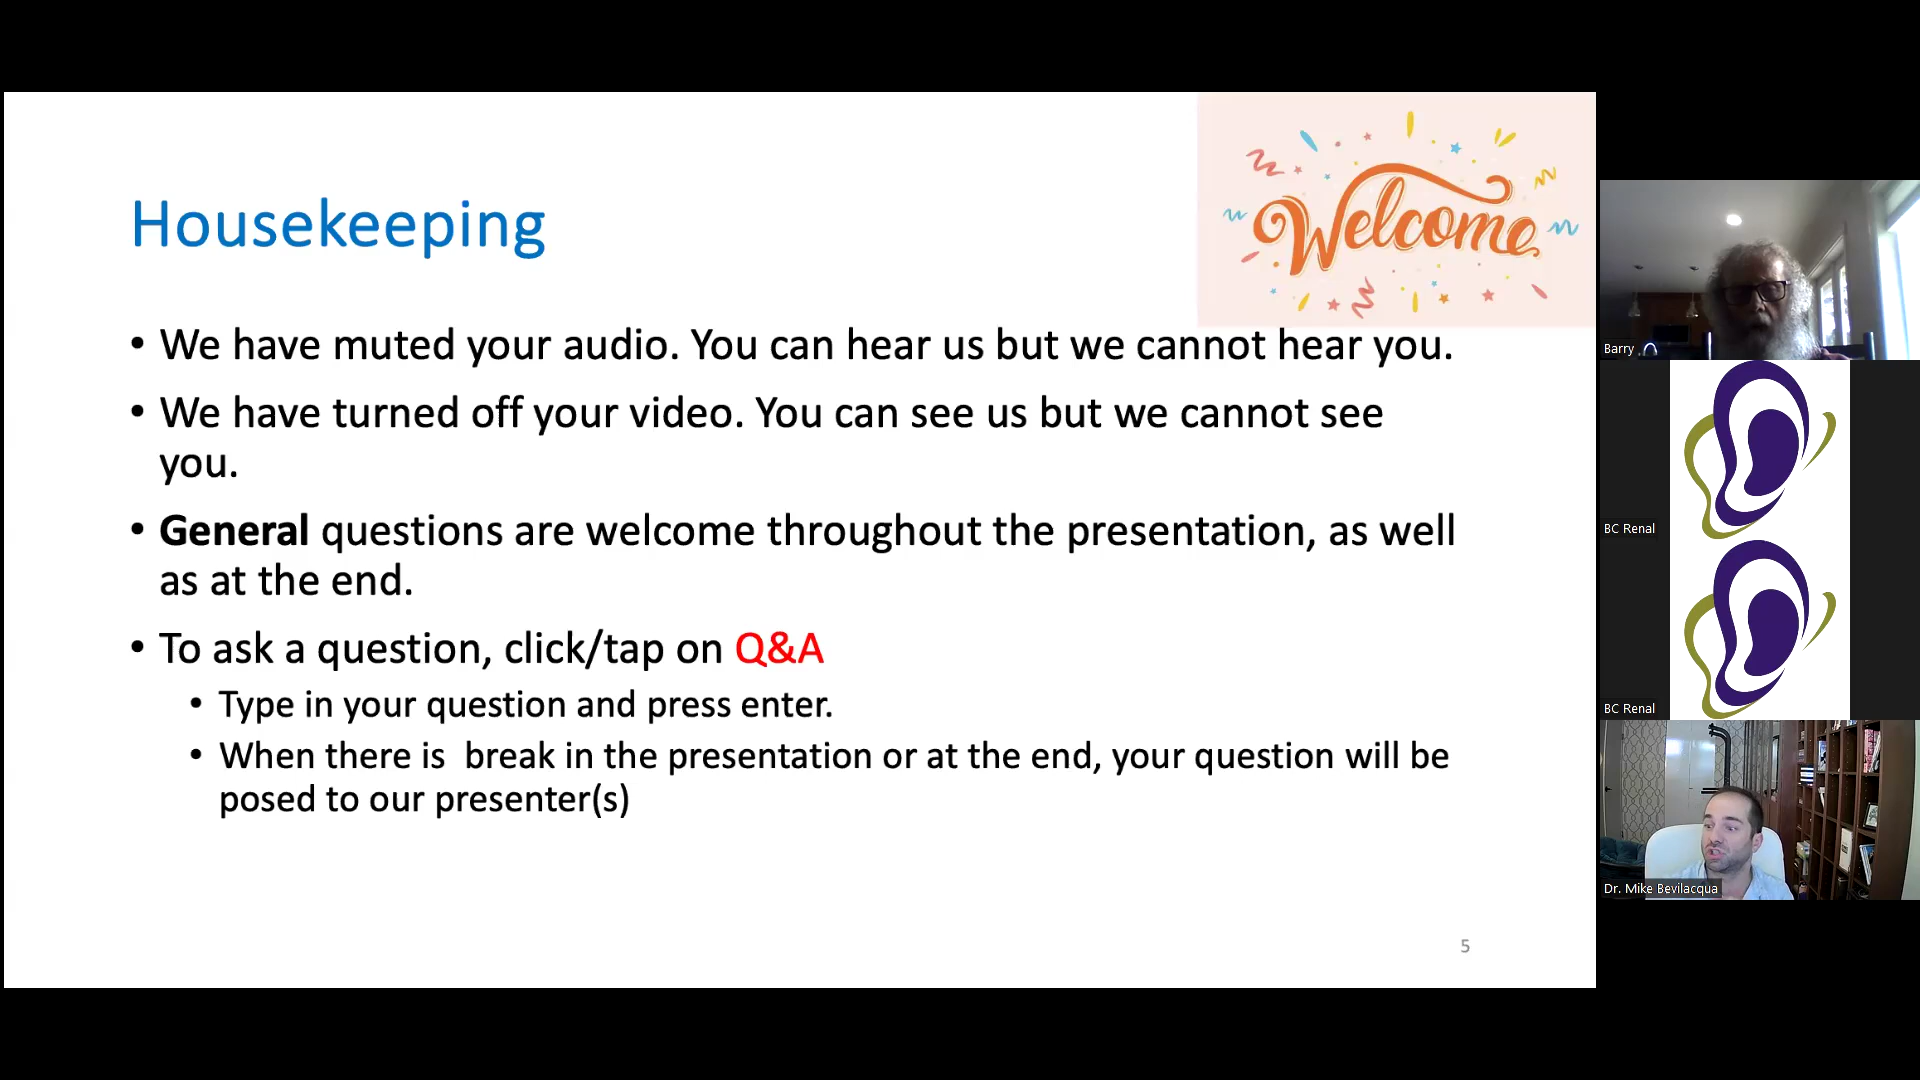 Welcome
Housekeeping
• We have muted your audio. You can hear us but we cannot hear you.
• We have turned off your video. You can see us but we cannot see
you.
• General questions are welcome throughout the presentation, as well
as at the end.
• To ask a question, click/tap on Q&A
• Type in your question and press enter.
• When there is  break in the presentation or at the end, your question will be
posed to our presenter(s)
5
Barry
BC Renal
BC Renal
Dr. Mike Bevilacqua